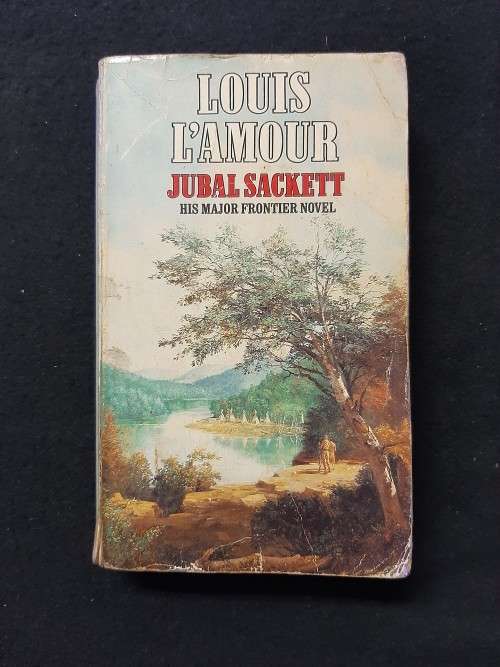 LOUIS
L'AMOUR
JUBAL SACKETT
HIS MAJOR FRONTIER NOVEL